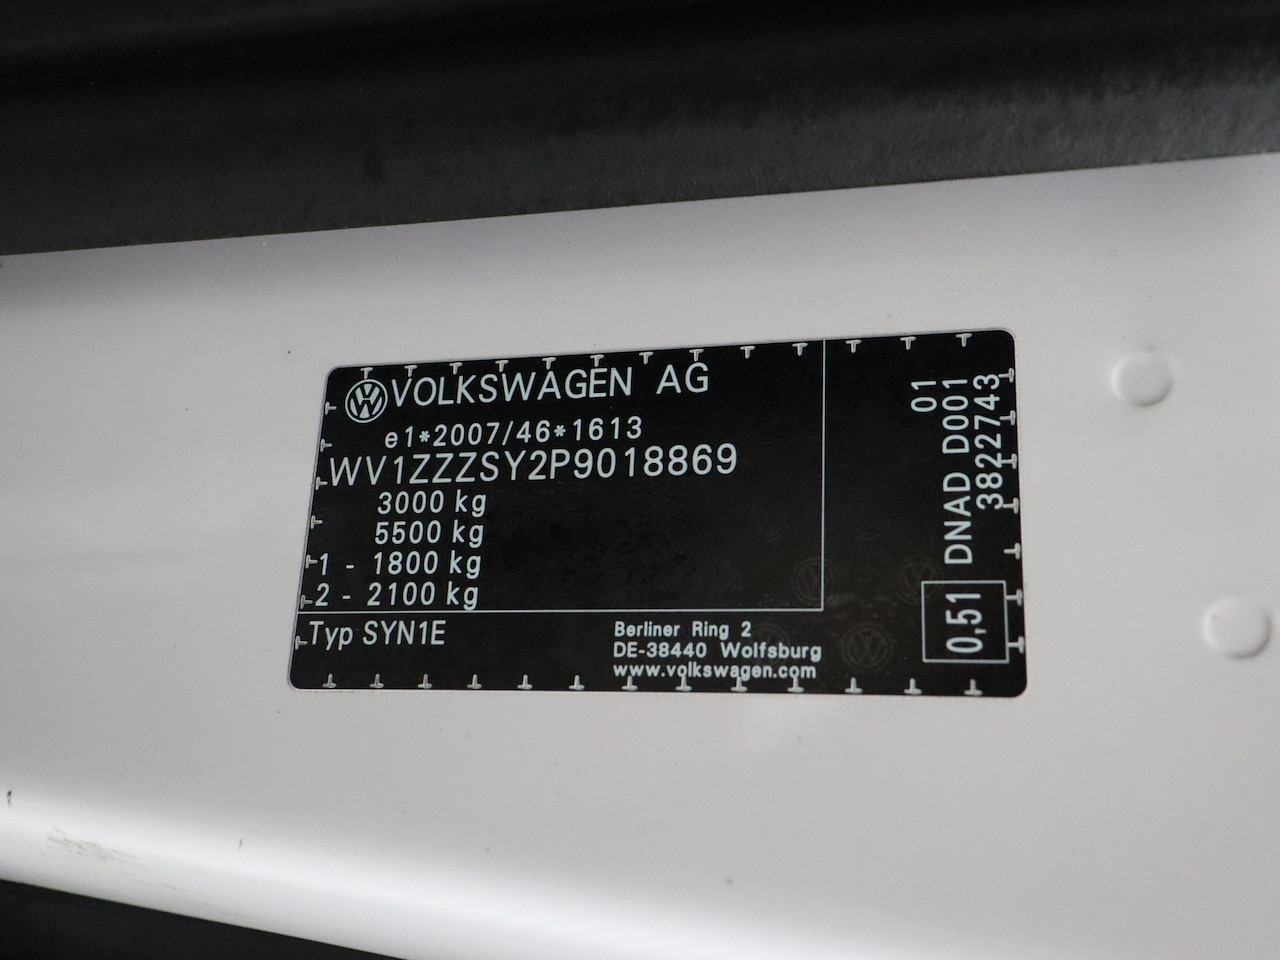 VOLKSWAGEN AG
e1*2007/46*1613
WV1ZZZSY2P9018869
3000 kg
5500 kg
1 - 1800 kg
2 - 2100 kg
Typ SYN1E
Berliner Ring 2
DE-38440 Wolfsburg
www.volkswagen.com
01
DNAD D001
3822743
0,51